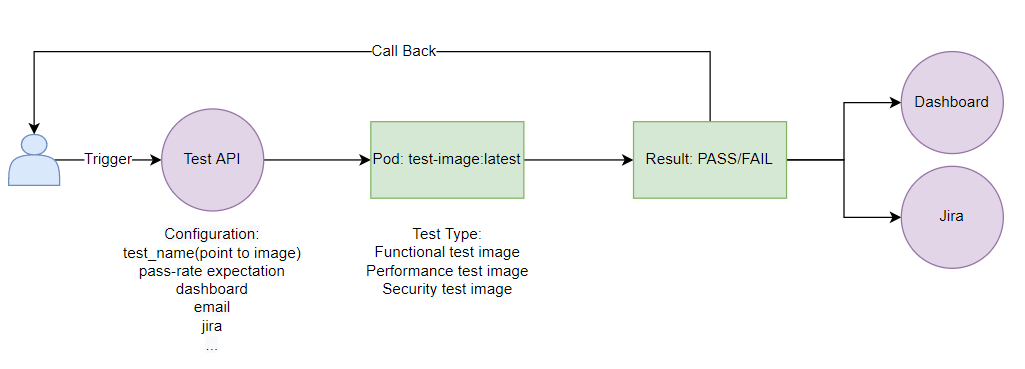 Call Back
Dashboard
Trigger
Test API
Pod: test-image:latest
Result: PASS/FAIL
Jira
Configuration:
test_name(point to image)
pass-rate expectation
dashboard
email
jira
...
Test Type:
Functional test image
Performance test image
Security test image